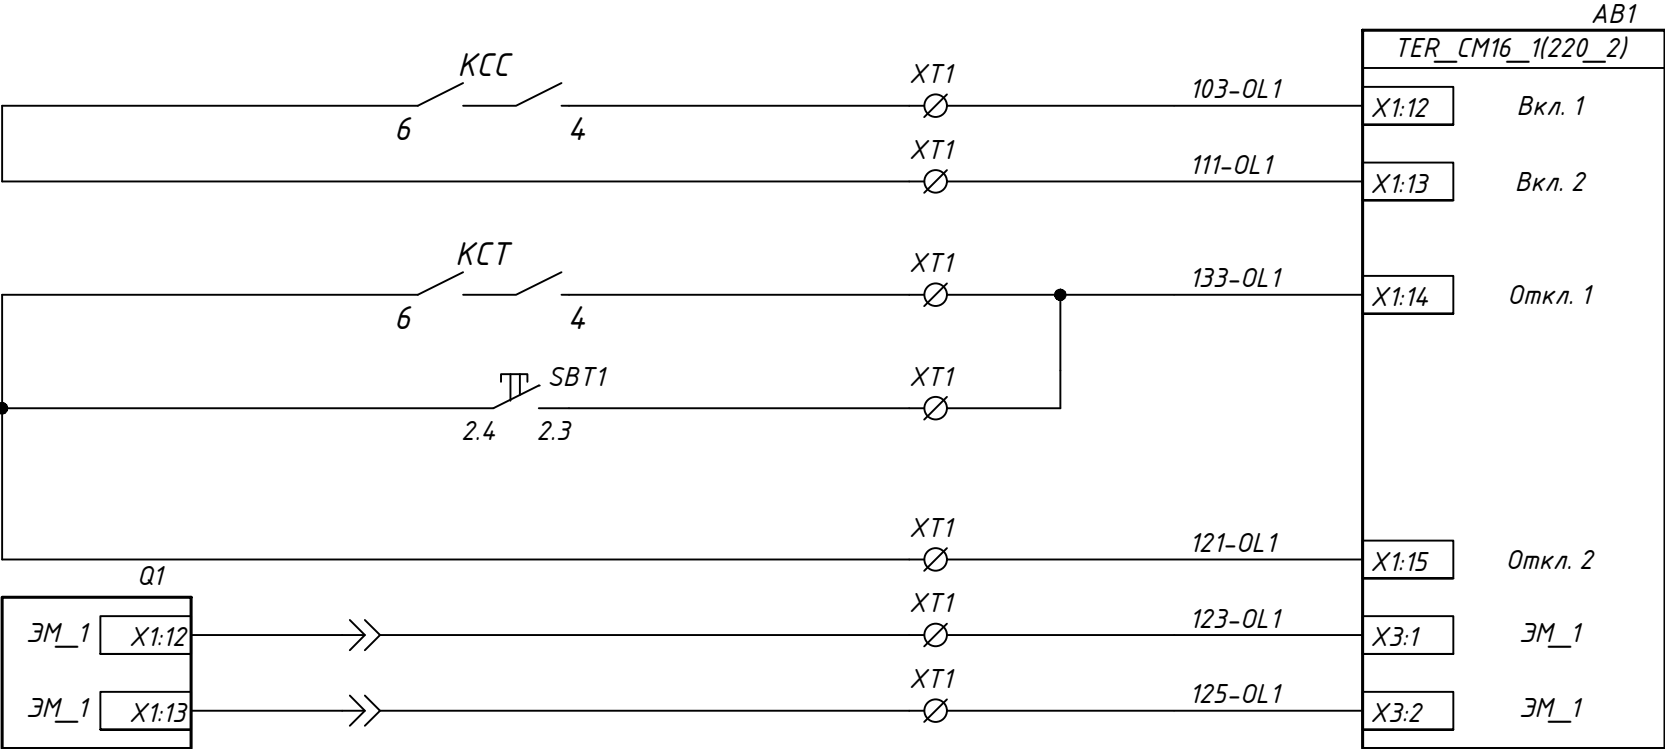 AB1
TER_CM16_1(220_2)
KCC
XT1
103-OL1
X1:12
Вкл. 1
6
4
XT1
111-OL1
X1:13
Вкл. 2
KCT
XT1
133-OL1
X1:14
Откл. 1
6
4
SBT1
XT1
2.4
2.3
XT1
121-OL1
X1:15
Откл. 2
Q1
ЭМ_1
X1:12
XT1
123-OL1
X3:1
ЭМ_1
ЭМ_1
X1:13
XT1
125-OL1
X3:2
ЭМ_1